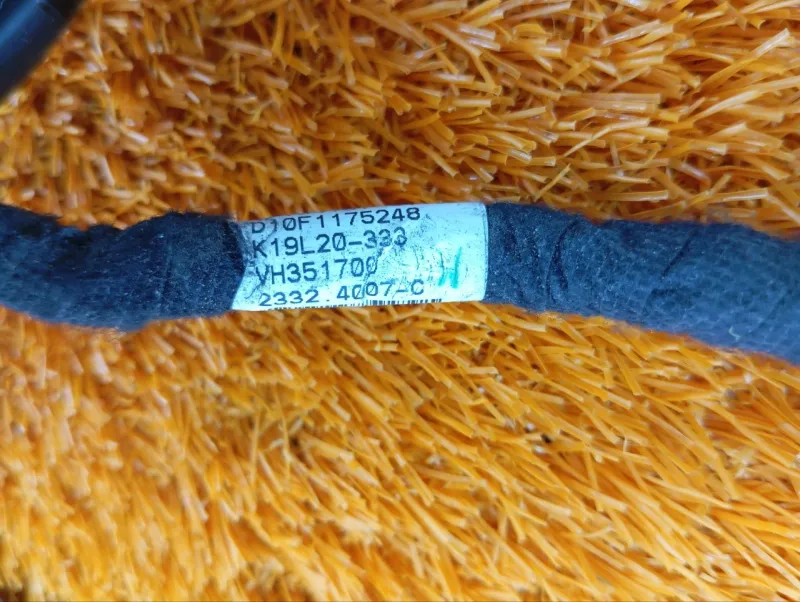 D10F1175248
K19L20-333
VH351700
2332.4007-C
H